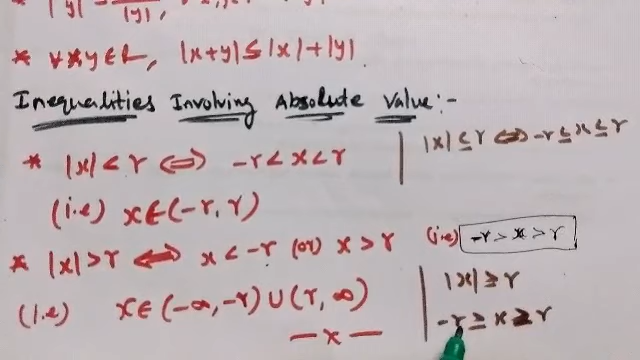 |y| = |y|,
* ∀ x,y ∈ R, |x+y| ≤ |x|+|y|
Inequalities Involving Absolute Value:-
* |x| < r ⇔ -r < x < r
|x| ≤ r ⇔ -r ≤ x ≤ r
(i.e) x ∈ (-r, r)
* |x| > r ⇔ x < -r (or) x > r
(i.e) -r > x > r
(i.e) x ∈ (-∞, -r) ∪ (r, ∞)
|x| ≥ r
-r ≥ x ≥ r
— x —